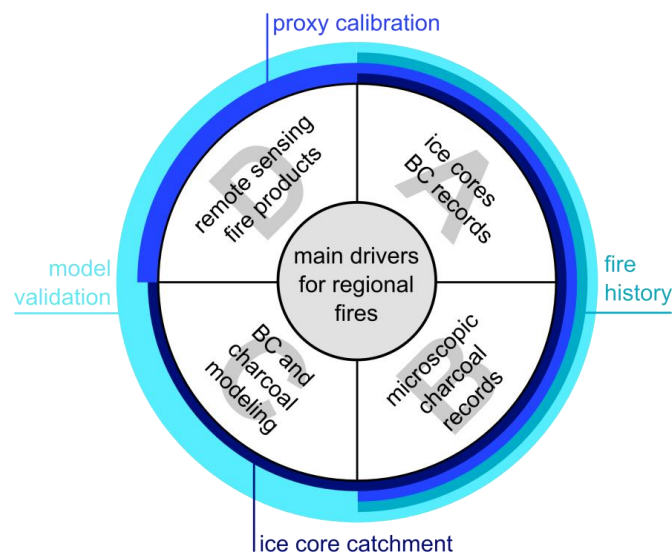 proxy calibration
D
remote sensing
fire products
A
ice cores
BC records
main drivers
for regional
fires
model
validation
fire
history
C
BC and
charcoal
modeling
B
microscopic
charcoal
records
ice core catchment